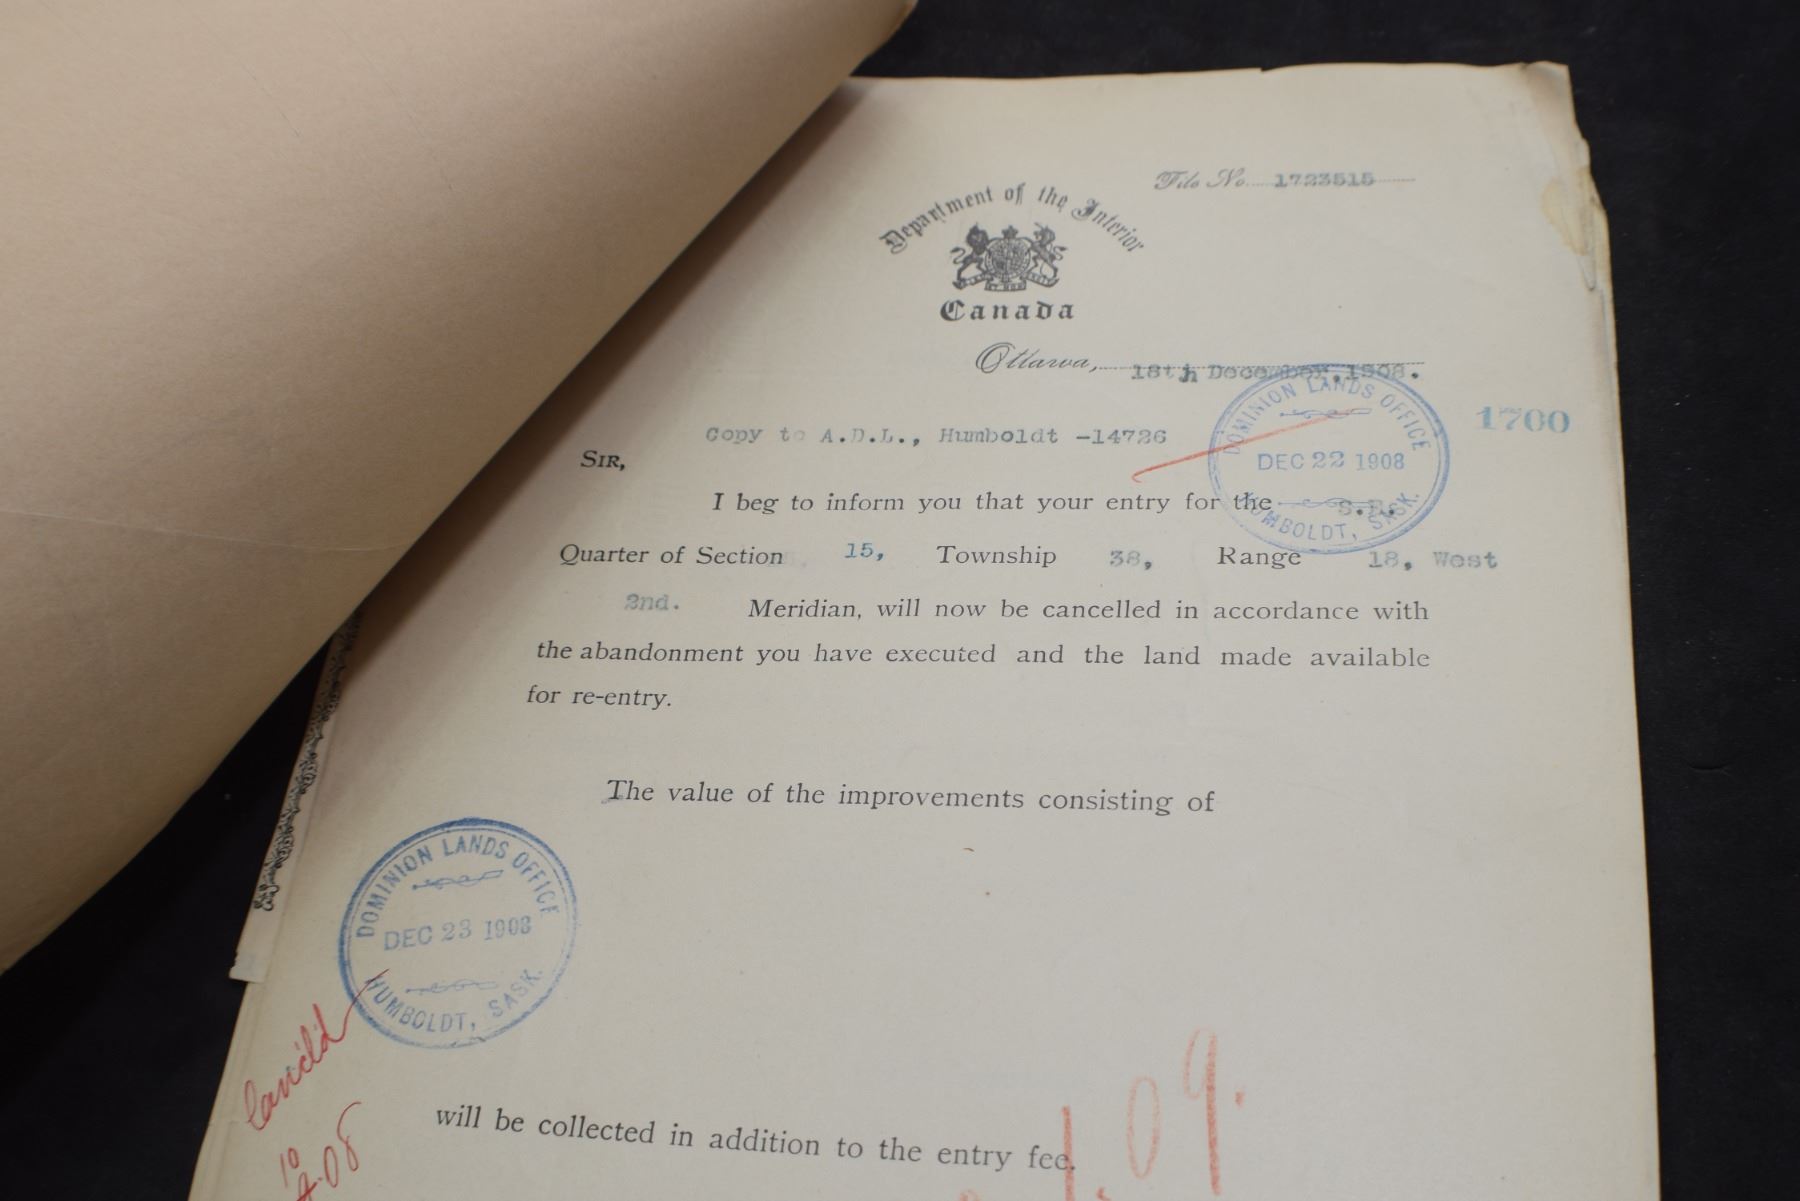 File No. 1723515
Department of the Interior
Canada
Ottawa, 18th December, 1908.
DOMINION LANDS OFFICE
DEC 22 1908
HUMBOLDT, SASK.
1700
Copy to A.D.L., Humboldt -14726
SIR,
I beg to inform you that your entry for the S.E.
Quarter of Section 15, Township 38, Range 18, West
2nd. Meridian, will now be cancelled in accordance with
the abandonment you have executed and the land made available
for re-entry.
The value of the improvements consisting of
DOMINION LANDS OFFICE
DEC 23 1908
HUMBOLDT, SASK.
Canc'ld
will be collected in addition to the entry fee.
09.